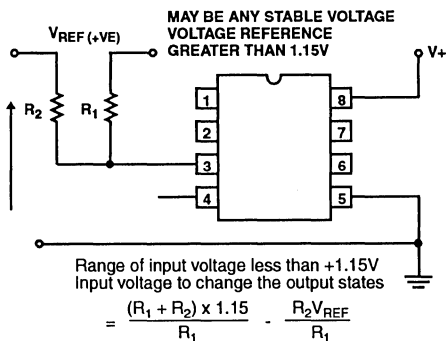 MAY BE ANY STABLE VOLTAGE
VOLTAGE REFERENCE
GREATER THAN 1.15V
VREF (+VE)
V+
R2
R1
1
8
2
7
3
6
4
5
Range of input voltage less than +1.15V
Input voltage to change the output states
= (R1 + R2) x 1.15 / R1 - R2VREF / R1